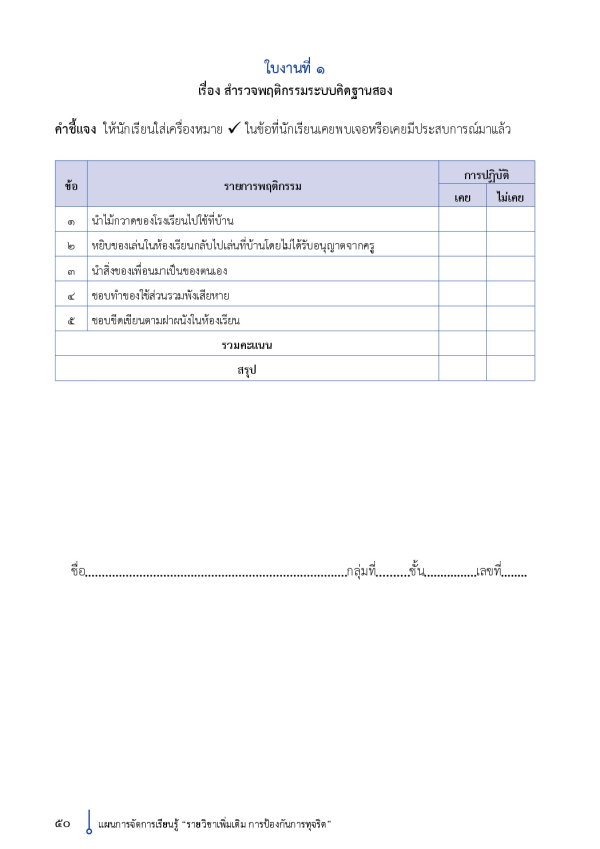 ใบงานที่ ๑
เรื่อง สำรวจพฤติกรรมระบบคิดฐานสอง
คำชี้แจง ให้นักเรียนใส่เครื่องหมาย ✓ ในข้อที่นักเรียนเคยพบเจอหรือเคยมีประสบการณ์มาแล้ว
ข้อ รายการพฤติกรรม การปฏิบัติ
เคย ไม่เคย
๑ นำไม้กวาดของโรงเรียนไปใช้ที่บ้าน
๒ หยิบของเล่นในห้องเรียนกลับไปเล่นที่บ้านโดยไม่ได้รับอนุญาตจากครู
๓ นำสิ่งของเพื่อนมาเป็นของตนเอง
๔ ชอบทำของใช้ส่วนรวมพังเสียหาย
๕ ชอบขีดเขียนตามฝาผนังในห้องเรียน
รวมคะแนน
สรุป
ชื่อ................................................................................กลุ่มที่..........ชั้น................เลขที่........
๕๐ แผนการจัดการเรียนรู้ “รายวิชาเพิ่มเติม การป้องกันการทุจริต”